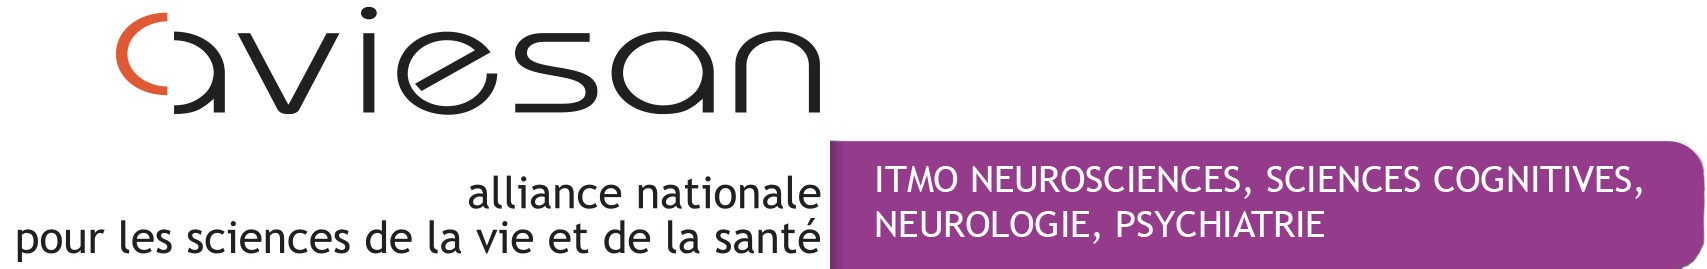 aviesan
alliance nationale
pour les sciences de la vie et de la santé
ITMO NEUROSCIENCES, SCIENCES COGNITIVES,
NEUROLOGIE, PSYCHIATRIE